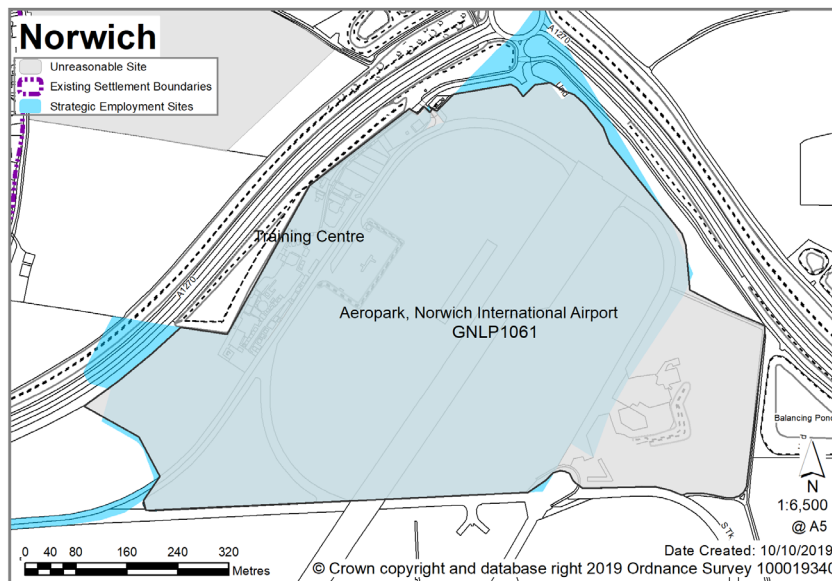 Norwich
Unreasonable Site
Existing Settlement Boundaries
Strategic Employment Sites
A1270
A1270
Und
Training Centre
A1270
Aeropark, Norwich International Airport
GNLP1061
Balancing Pond
P
N
1:6,500
@ A5
S Tk
Date Created: 10/10/2019
0 40 80 160 240 320
Metres
© Crown copyright and database right 2019 Ordnance Survey 100019340